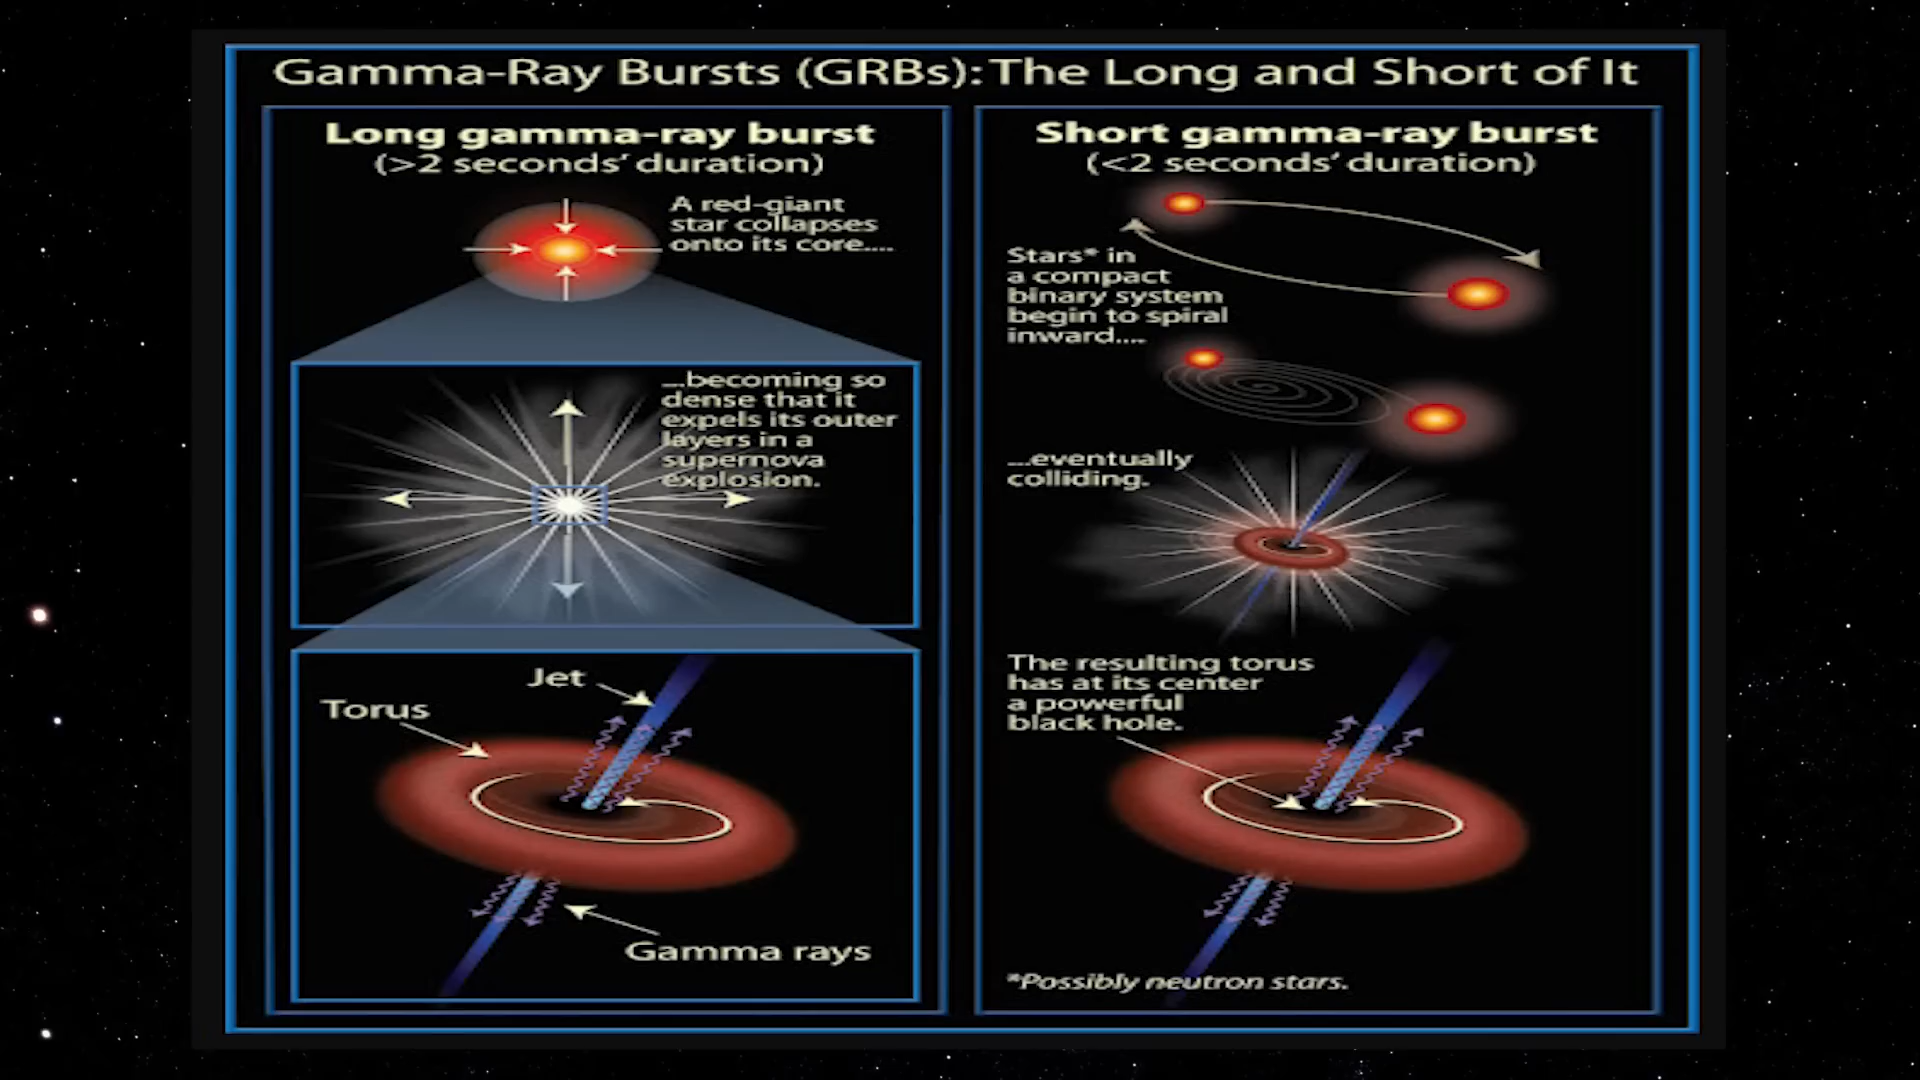 Gamma-Ray Bursts (GRBs): The Long and Short of It
Long gamma-ray burst
(>2 seconds' duration)
A red-giant
star collapses
onto its core....
...becoming so
dense that it
expels its outer
layers in a
supernova
explosion.
Jet
Torus
Gamma rays
Short gamma-ray burst
(<2 seconds' duration)
Stars* in
a compact
binary system
begin to spiral
inward....
...eventually
colliding.
The resulting torus
has at its center
a powerful
black hole.
*Possibly neutron stars.